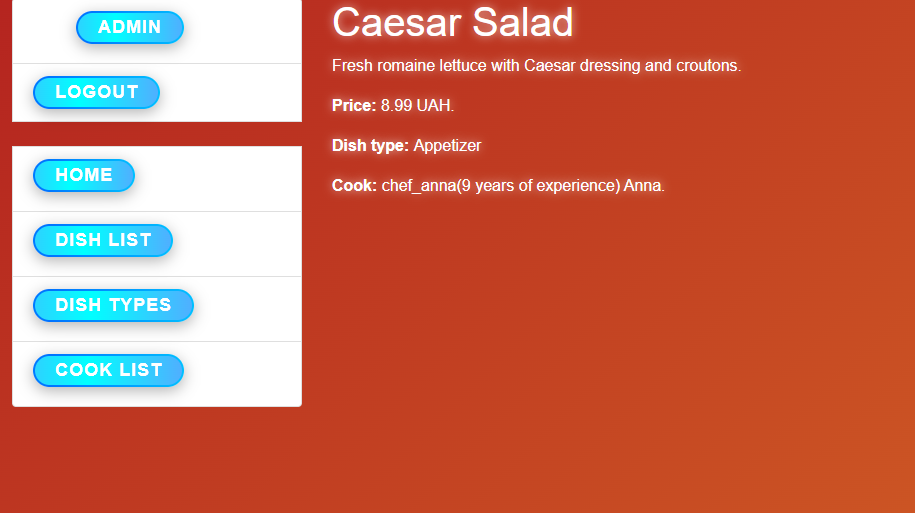 ADMIN
LOGOUT
HOME
DISH LIST
DISH TYPES
COOK LIST
Caesar Salad
Fresh romaine lettuce with Caesar dressing and croutons.
Price: 8.99 UAH.
Dish type: Appetizer
Cook: chef_anna(9 years of experience) Anna.